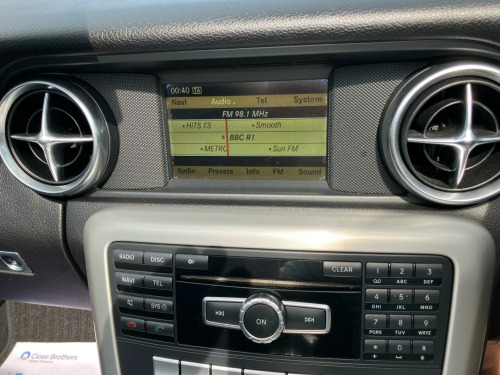 00:40 TA
Navi Audio Tel System
FM 98.1 MHz
HITS TS Smooth
6 BBC R1
METRO Sun FM
Radio Presets Info FM Sound
RADIO DISC
NAVI TEL
SYS
CLEAR
ON
1 2 ABC 3 DEF
4 GHI 5 JKL 6 MNO
7 PQRS 8 TUV 9 WXYZ
* 0 #
Close Brothers